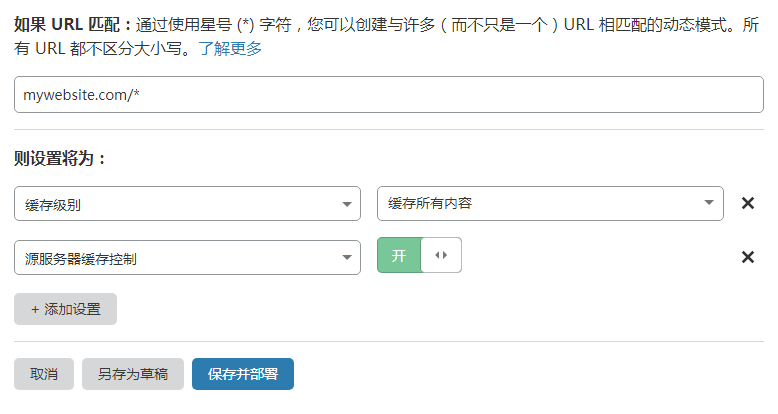 如果 URL 匹配：通过使用星号 (*) 字符，您可以创建与许多（而不只是一个）URL 相匹配的动态模式。所
有 URL 都不区分大小写。了解更多
mywebsite.com/*
则设置将为：
缓存级别 缓存所有内容
源服务器缓存控制 开
+ 添加设置
取消 另存为草稿 保存并部署